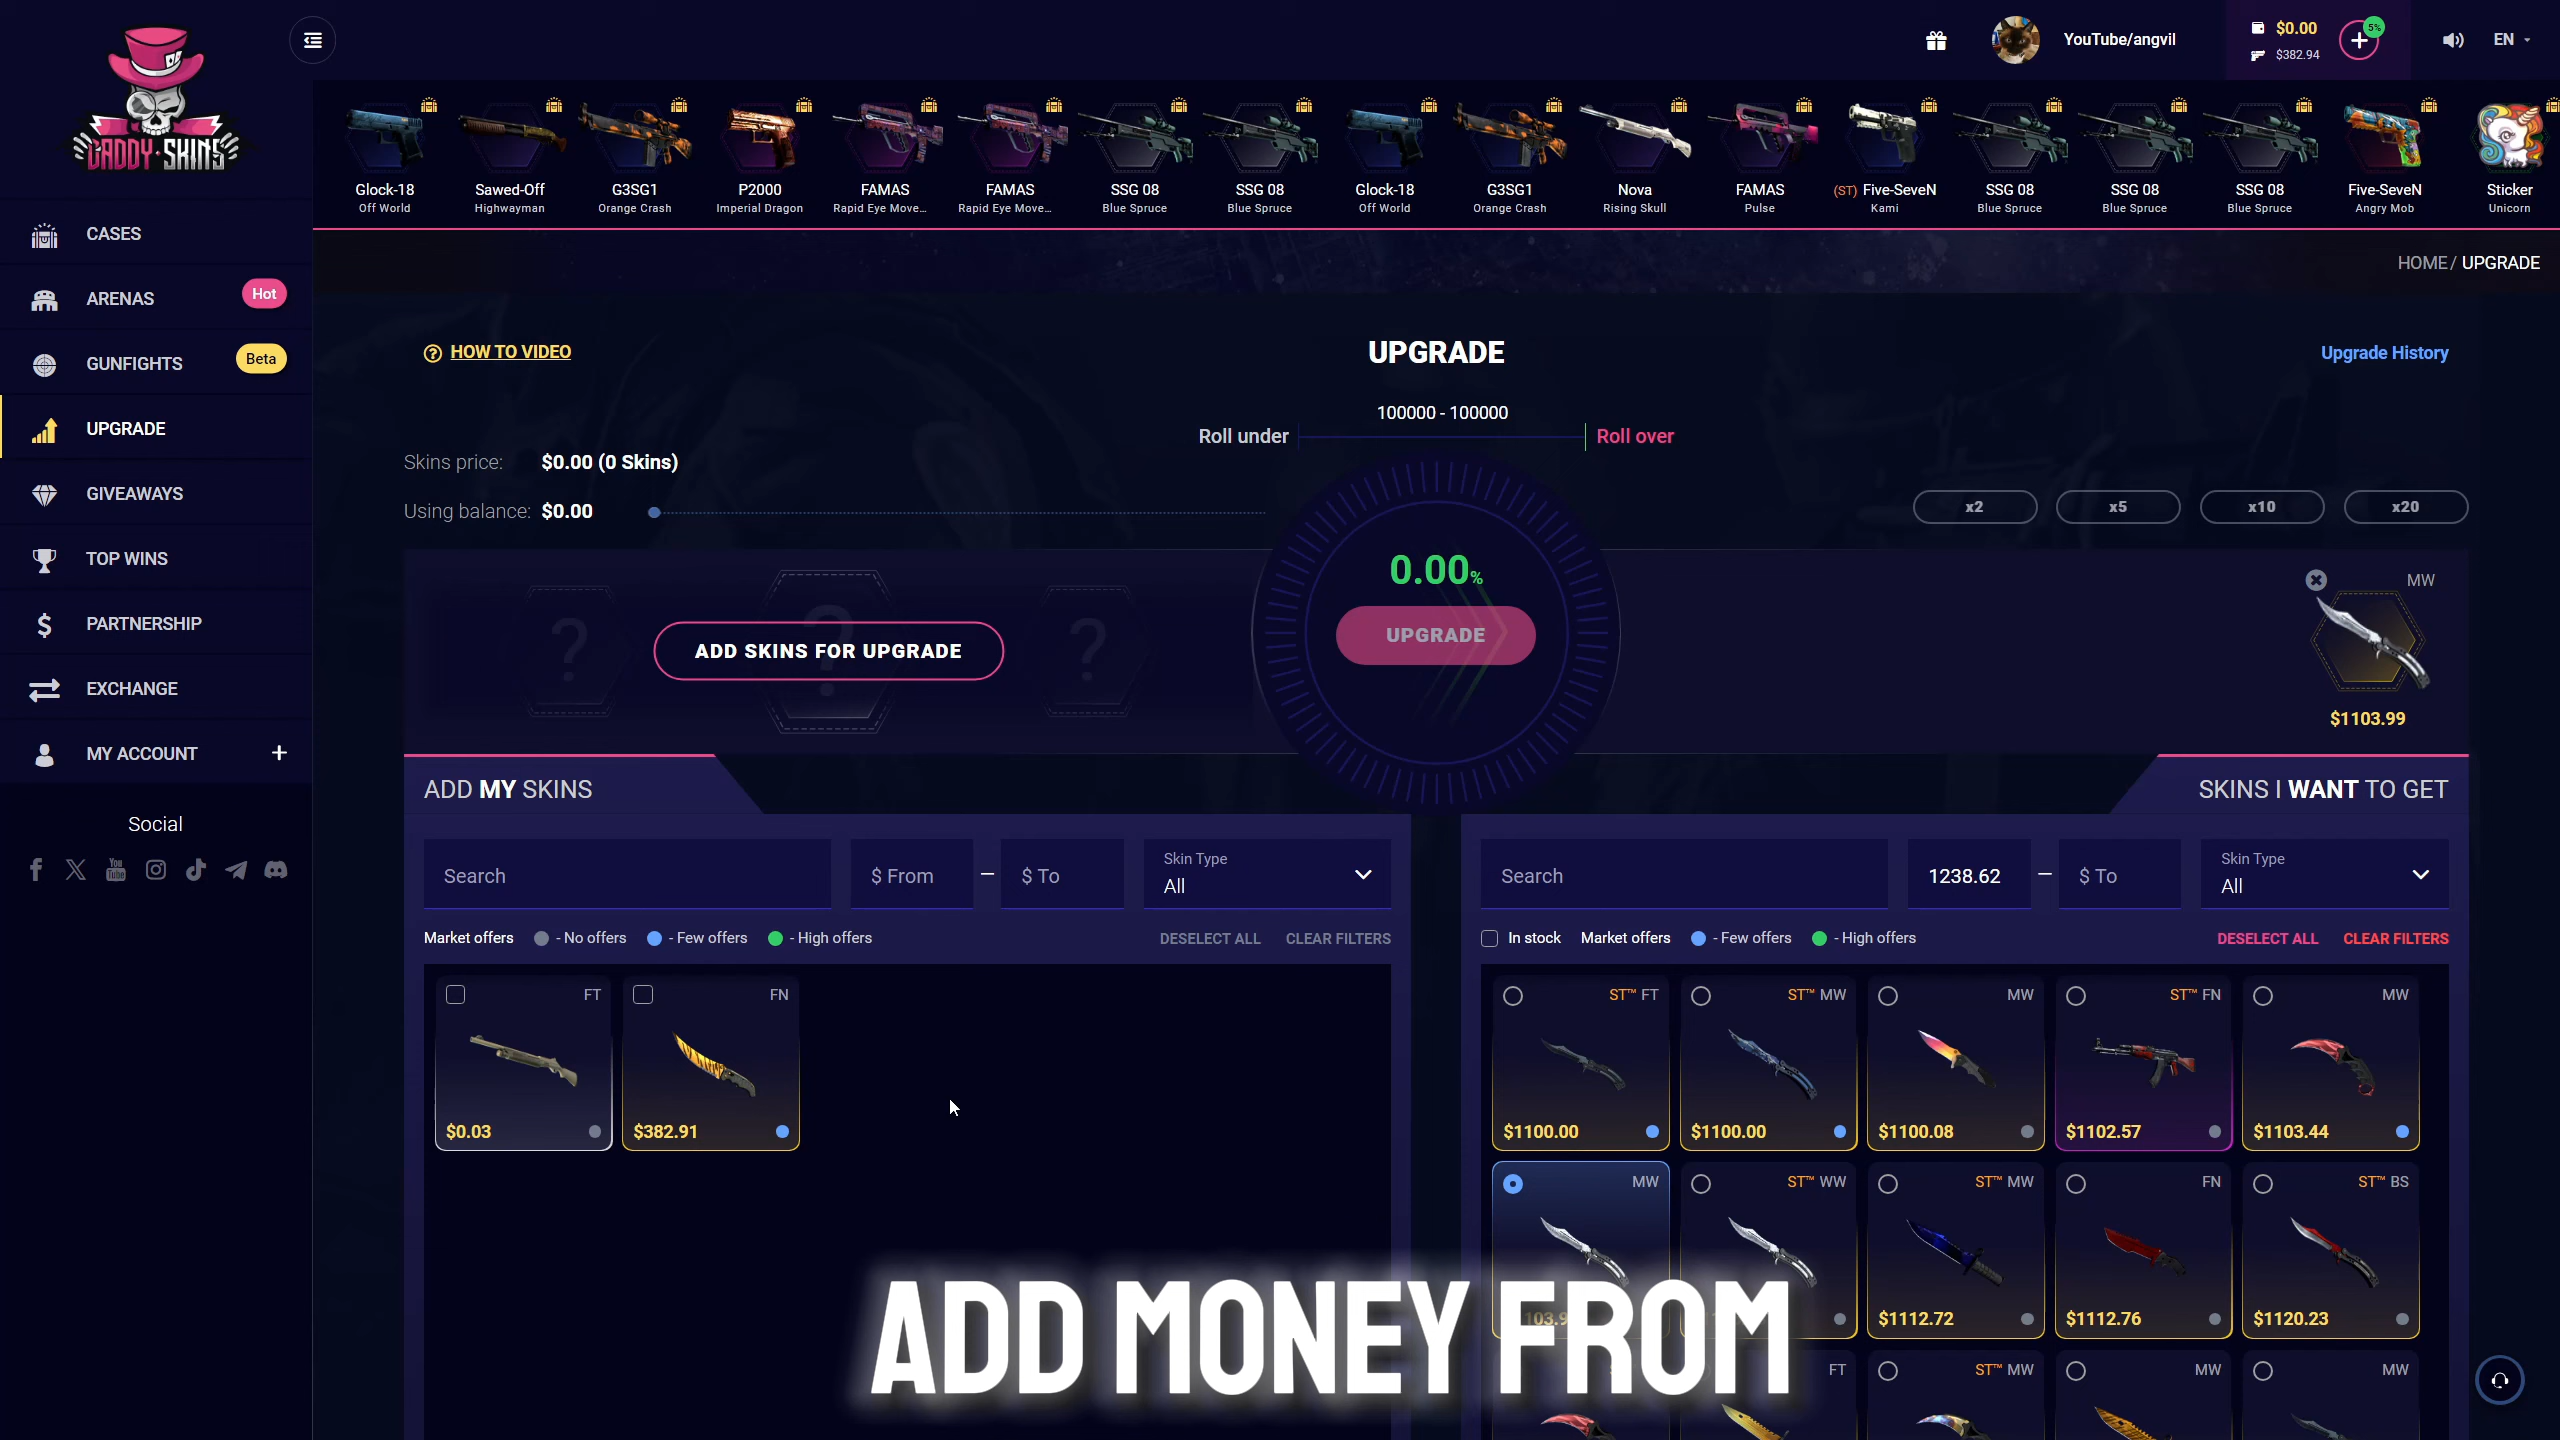 DADDY SKINS
YouTube/angvil
$0.00
$382.94
5%
EN
Glock-18
Off World
Sawed-Off
Highwayman
G3SG1
Orange Crash
P2000
Imperial Dragon
FAMAS
Rapid Eye Move...
FAMAS
Rapid Eye Move...
SSG 08
Blue Spruce
SSG 08
Blue Spruce
Glock-18
Off World
G3SG1
Orange Crash
Nova
Rising Skull
FAMAS
Pulse
(ST) Five-SeveN
Kami
SSG 08
Blue Spruce
SSG 08
Blue Spruce
SSG 08
Blue Spruce
Five-SeveN
Angry Mob
Sticker
Unicorn
CASES
ARENAS Hot
GUNFIGHTS Beta
UPGRADE
GIVEAWAYS
TOP WINS
PARTNERSHIP
EXCHANGE
MY ACCOUNT +
Social
HOME/ UPGRADE
HOW TO VIDEO
UPGRADE
Upgrade History
100000 - 100000
Roll under
Roll over
Skins price: $0.00 (0 Skins)
Using balance: $0.00
x2 x5 x10 x20
0.00%
UPGRADE
? ? ?
ADD SKINS FOR UPGRADE
MW
$1103.99
ADD MY SKINS
SKINS I WANT TO GET
Search
$ From — $ To
Skin Type
All
Market offers - No offers - Few offers - High offers
DESELECT ALL CLEAR FILTERS
FT
$0.03
FN
$382.91
Search
1238.62 — $ To
Skin Type
All
In stock Market offers - Few offers - High offers
DESELECT ALL CLEAR FILTERS
ST™ FT
$1100.00
ST™ MW
$1100.00
MW
$1100.08
ST™ FN
$1102.57
MW
$1103.44
MW
ST™ WW
ST™ MW
$1112.72
FN
$1112.76
ST™ BS
$1120.23
FT
ST™ MW
MW
MW
ADD MONEY FROM